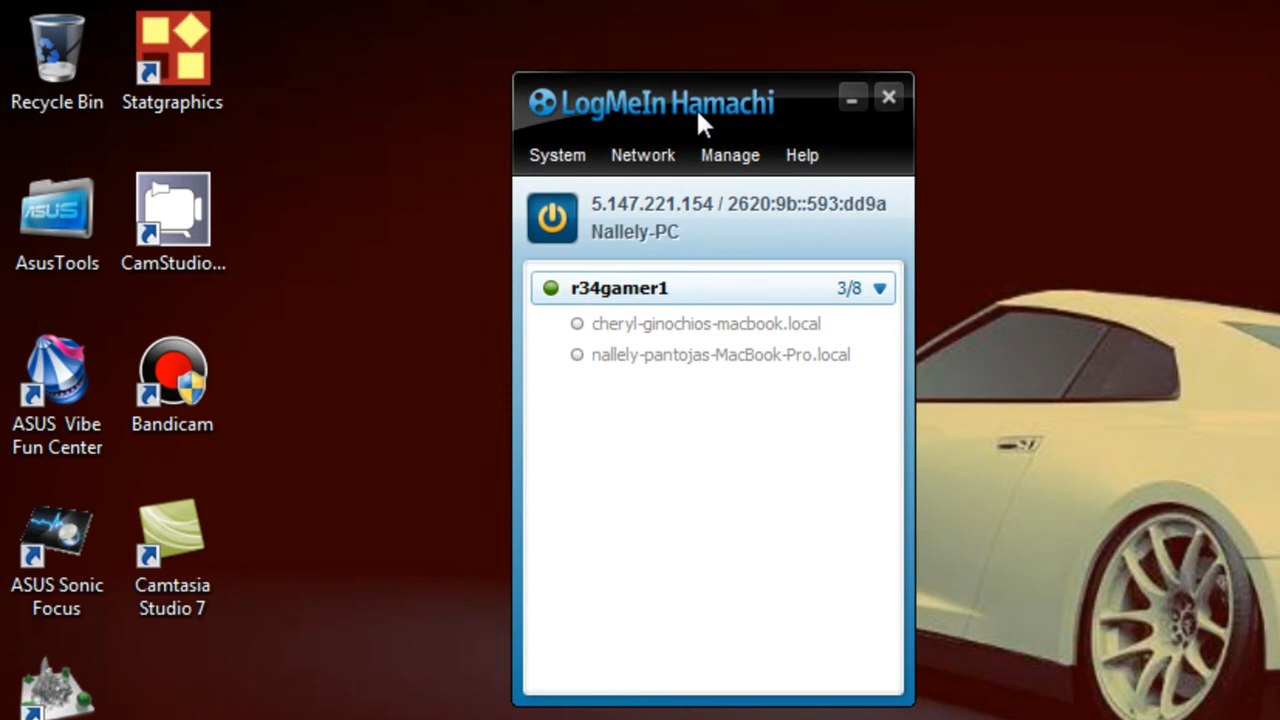 Recycle Bin
Statgraphics
AsusTools
CamStudio...
ASUS Vibe
Fun Center
Bandicam
ASUS Sonic
Focus
Camtasia
Studio 7
ASUS
LogMeIn Hamachi
System Network Manage Help
5.147.221.154 / 2620:9b::593:dd9a
Nallely-PC
r34gamer1 3/8
cheryl-ginochios-macbook.local
nallely-pantojas-MacBook-Pro.local